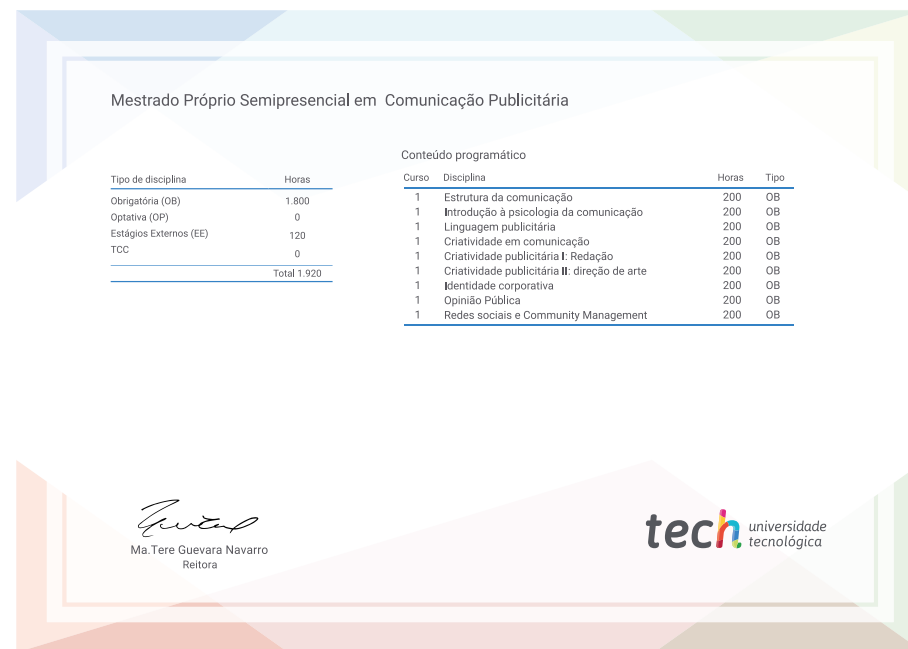 Mestrado Próprio Semipresencial em Comunicação Publicitária
Tipo de disciplina Horas
Obrigatória (OB) 1.800
Optativa (OP) 0
Estágios Externos (EE) 120
TCC 0
Total 1.920
Conteúdo programático
Curso Disciplina Horas Tipo
1 Estrutura da comunicação 200 OB
1 Introdução à psicologia da comunicação 200 OB
1 Linguagem publicitária 200 OB
1 Criatividade em comunicação 200 OB
1 Criatividade publicitária I: Redação 200 OB
1 Criatividade publicitária II: direção de arte 200 OB
1 Identidade corporativa 200 OB
1 Opinião Pública 200 OB
1 Redes sociais e Community Management 200 OB
Ma.Tere Guevara Navarro
Reitora
tech universidade
tecnológica